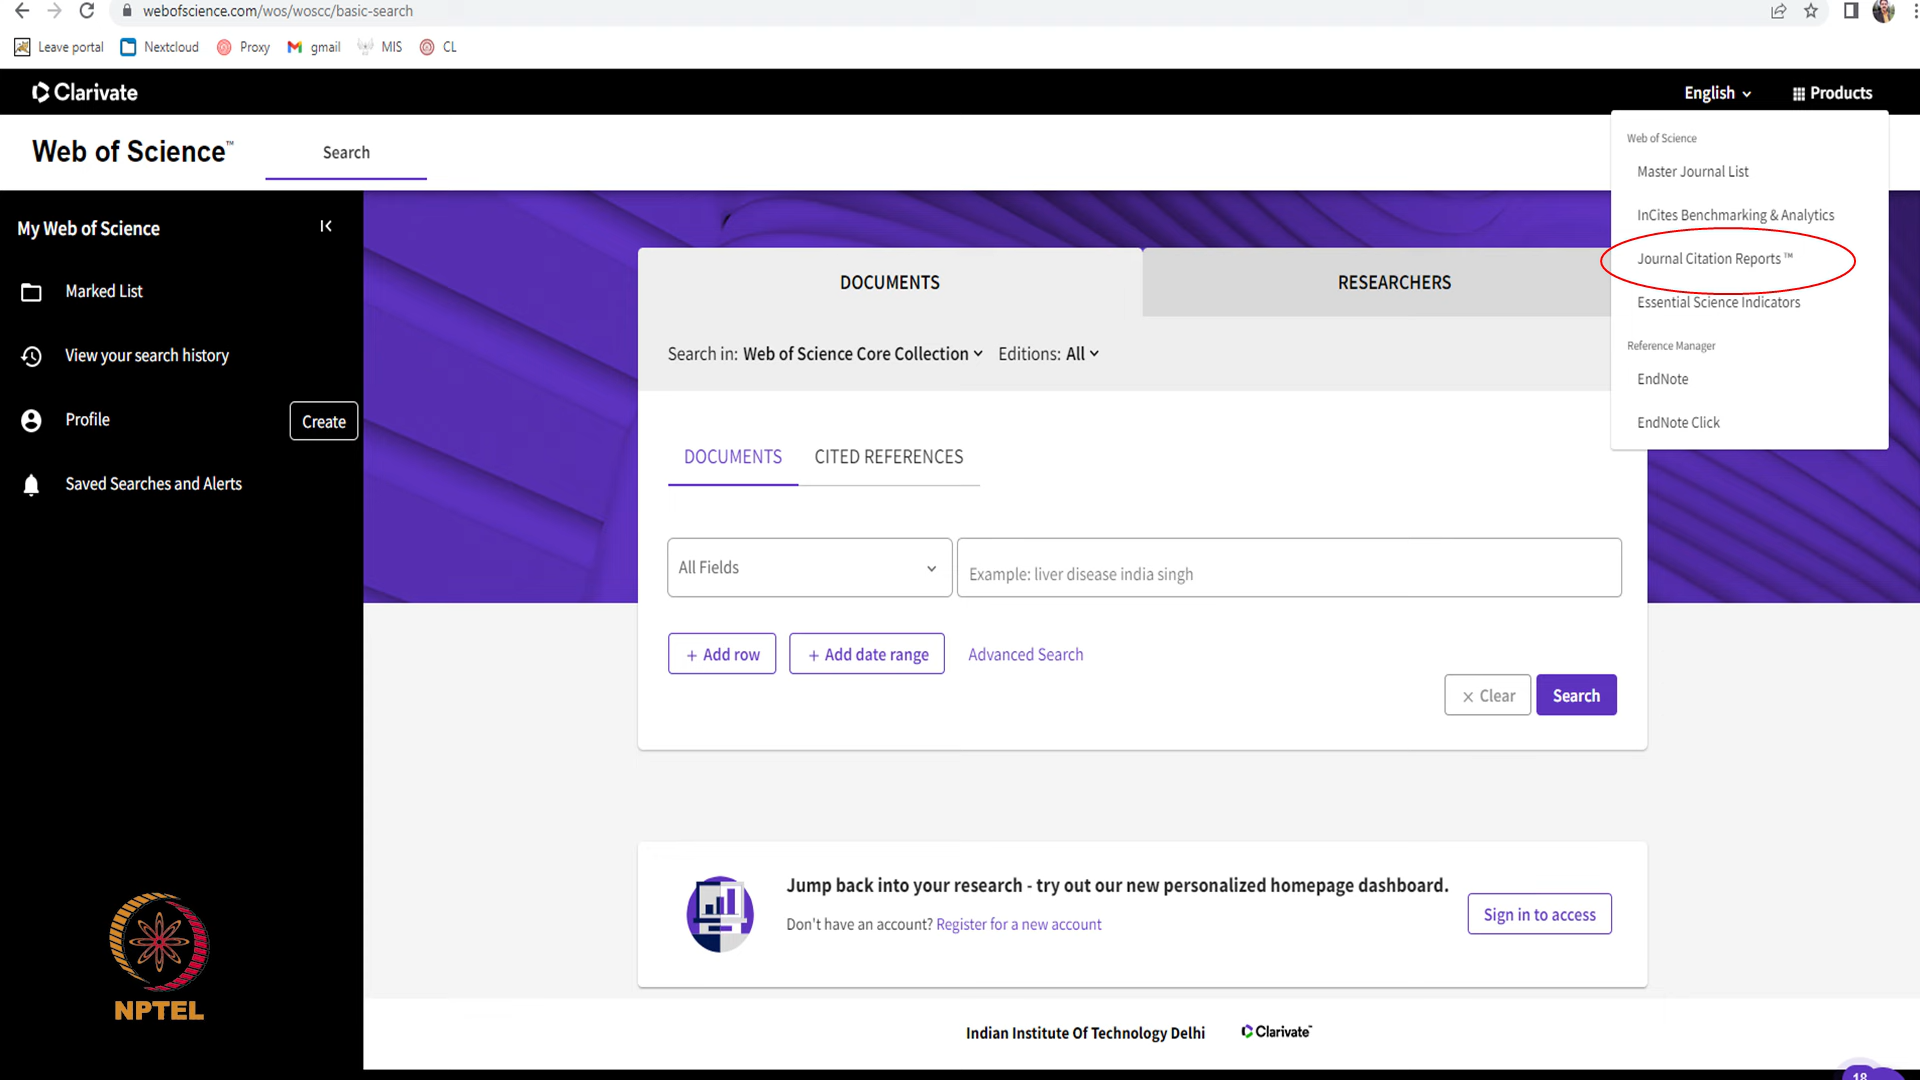 webofscience.com/wos/woscc/basic-search
Leave portal Nextcloud Proxy gmail MIS CL
Clarivate English Products
Web of Science™ Search
Web of Science
Master Journal List
InCites Benchmarking & Analytics
Journal Citation Reports ™
Essential Science Indicators
Reference Manager
EndNote
EndNote Click
My Web of Science
Marked List
View your search history
Profile Create
Saved Searches and Alerts
DOCUMENTS RESEARCHERS
Search in: Web of Science Core Collection Editions: All
DOCUMENTS CITED REFERENCES
All Fields Example: liver disease india singh
+ Add row + Add date range Advanced Search
× Clear Search
Jump back into your research - try out our new personalized homepage dashboard.
Don't have an account? Register for a new account
Sign in to access
NPTEL
Indian Institute Of Technology Delhi Clarivate™
18